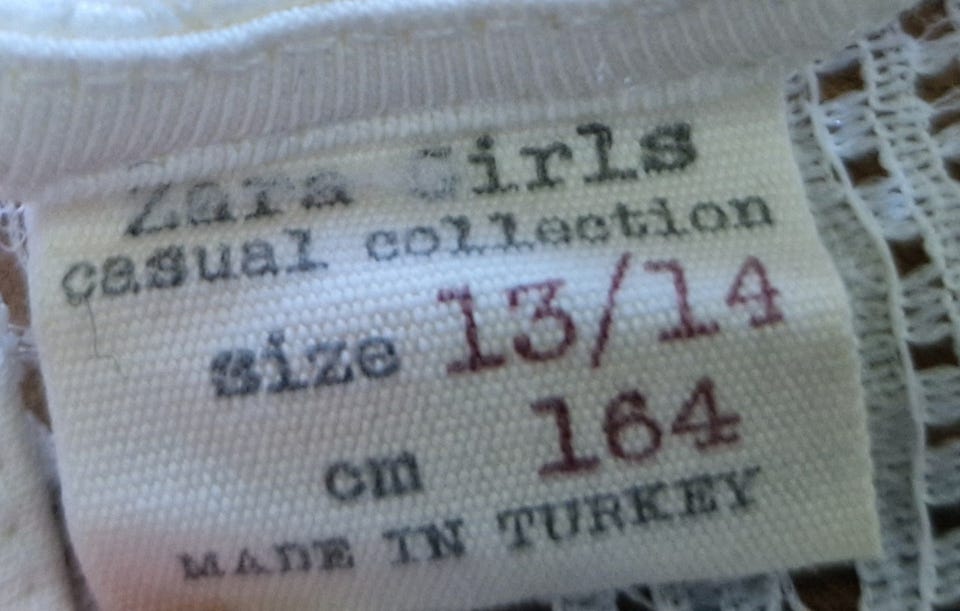 Zara Girls
casual collection
size 13/14
cm 164
MADE IN TURKEY